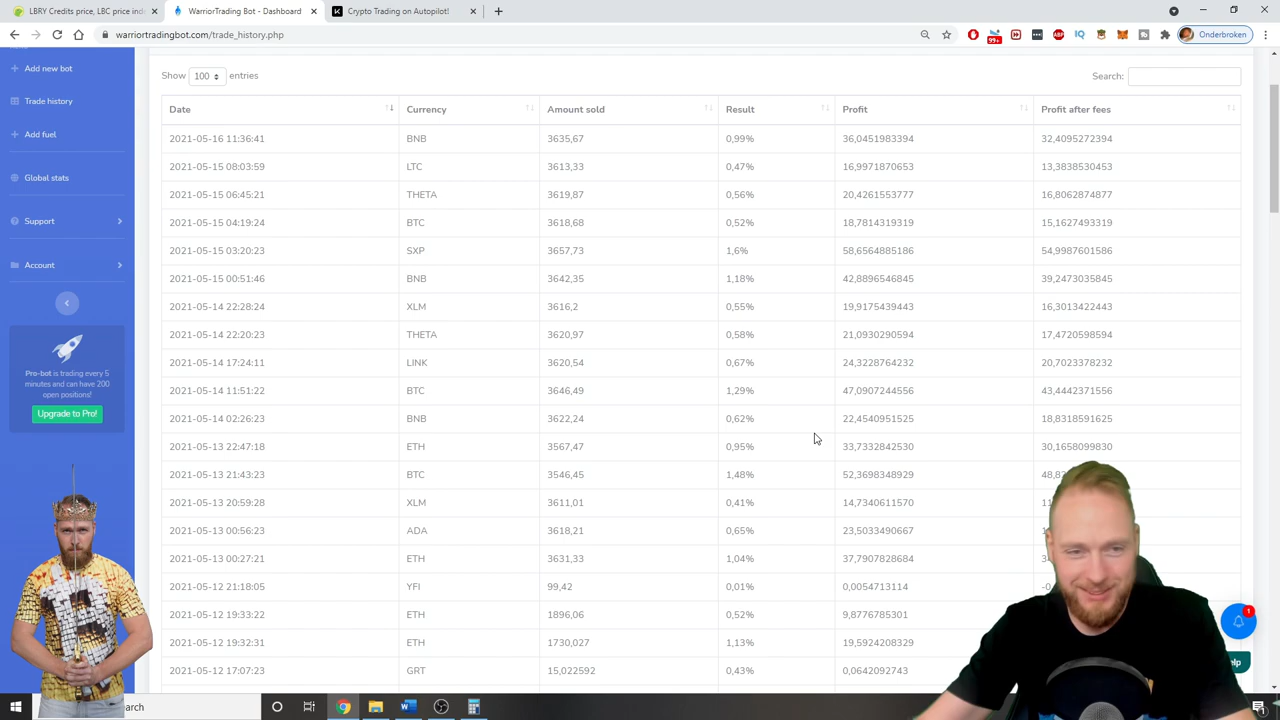 LBRY Credits price, LBC price ind
WarriorTrading Bot - Dashboard
Crypto Trading on Autopilot!
warriortradingbot.com/trade_history.php
99+
ABP
IQ
Onderbroken
Add new bot
Trade history
Add fuel
Global stats
Support
Account
Pro-bot is trading every 5
minutes and can have 200
open positions!
Upgrade to Pro!
Show 100 entries
Search:
Date Currency Amount sold Result Profit Profit after fees
2021-05-16 11:36:41 BNB 3635,67 0,99% 36,0451983394 32,4095272394
2021-05-15 08:03:59 LTC 3613,33 0,47% 16,9971870653 13,3838530453
2021-05-15 06:45:21 THETA 3619,87 0,56% 20,4261553777 16,8062874877
2021-05-15 04:19:24 BTC 3618,68 0,52% 18,7814319319 15,1627493319
2021-05-15 03:20:23 SXP 3657,73 1,6% 58,6564885186 54,9987601586
2021-05-15 00:51:46 BNB 3642,35 1,18% 42,8896546845 39,2473035845
2021-05-14 22:28:24 XLM 3616,2 0,55% 19,9175439443 16,3013422443
2021-05-14 22:20:23 THETA 3620,97 0,58% 21,0930290594 17,4720598594
2021-05-14 17:24:11 LINK 3620,54 0,67% 24,3228764232 20,7023378232
2021-05-14 11:51:22 BTC 3646,49 1,29% 47,0907244556 43,4442371556
2021-05-14 02:26:23 BNB 3622,24 0,62% 22,4540951525 18,8318591625
2021-05-13 22:47:18 ETH 3567,47 0,95% 33,7332842530 30,1658099830
2021-05-13 21:43:23 BTC 3546,45 1,48% 52,3698348929 48,82
2021-05-13 20:59:28 XLM 3611,01 0,41% 14,7340611570 11
2021-05-13 00:56:23 ADA 3618,21 0,65% 23,5033490667 1
2021-05-13 00:27:21 ETH 3631,33 1,04% 37,7907828684 3
2021-05-12 21:18:05 YFI 99,42 0,01% 0,0054713114 -0
2021-05-12 19:33:22 ETH 1896,06 0,52% 9,8776785301
2021-05-12 19:32:31 ETH 1730,027 1,13% 19,5924208329
2021-05-12 17:07:23 GRT 15,022592 0,43% 0,0642092743
1
elp
arch